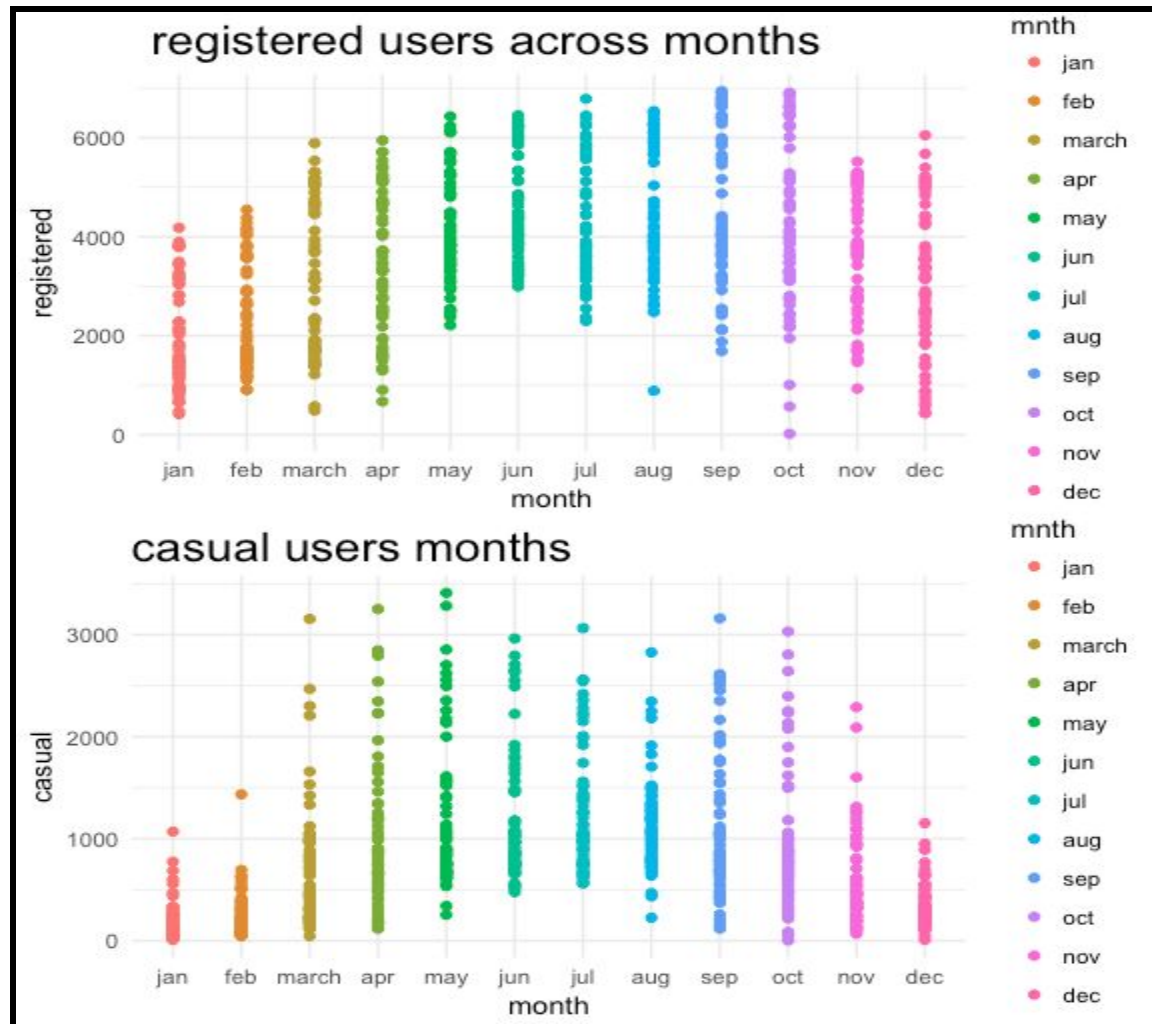 registered users across months
registered
6000
4000
2000
0
jan feb march apr may jun jul aug sep oct nov dec
month
mnth
jan
feb
march
apr
may
jun
jul
aug
sep
oct
nov
dec
casual users months
casual
3000
2000
1000
0
jan feb march apr may jun jul aug sep oct nov dec
month
mnth
jan
feb
march
apr
may
jun
jul
aug
sep
oct
nov
dec